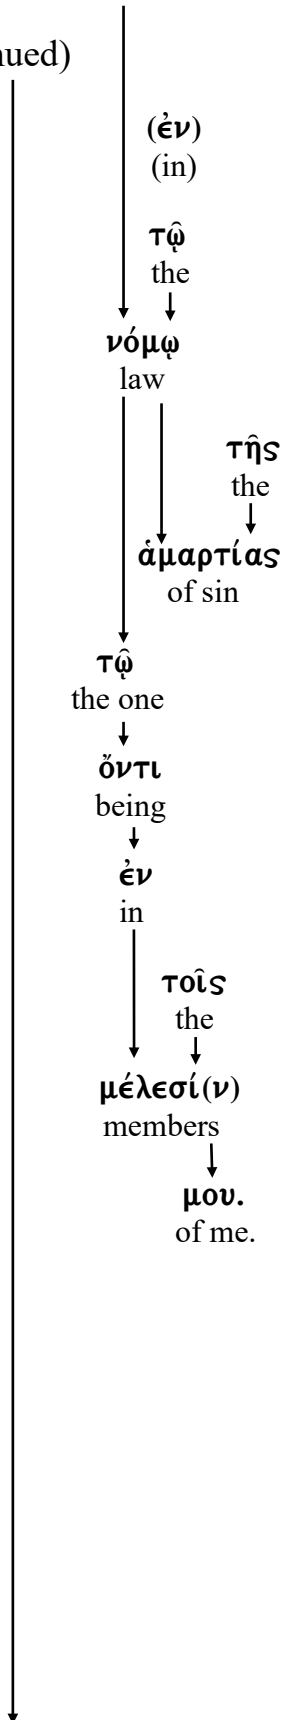 nued)
(ἐν)
(in)
τῷ
the
νόμῳ
law
τῆς
the
ἁμαρτίας
of sin
τῷ
the one
ὄντι
being
ἐν
in
τοῖς
the
μέλεσί(ν)
members
μου.
of me.